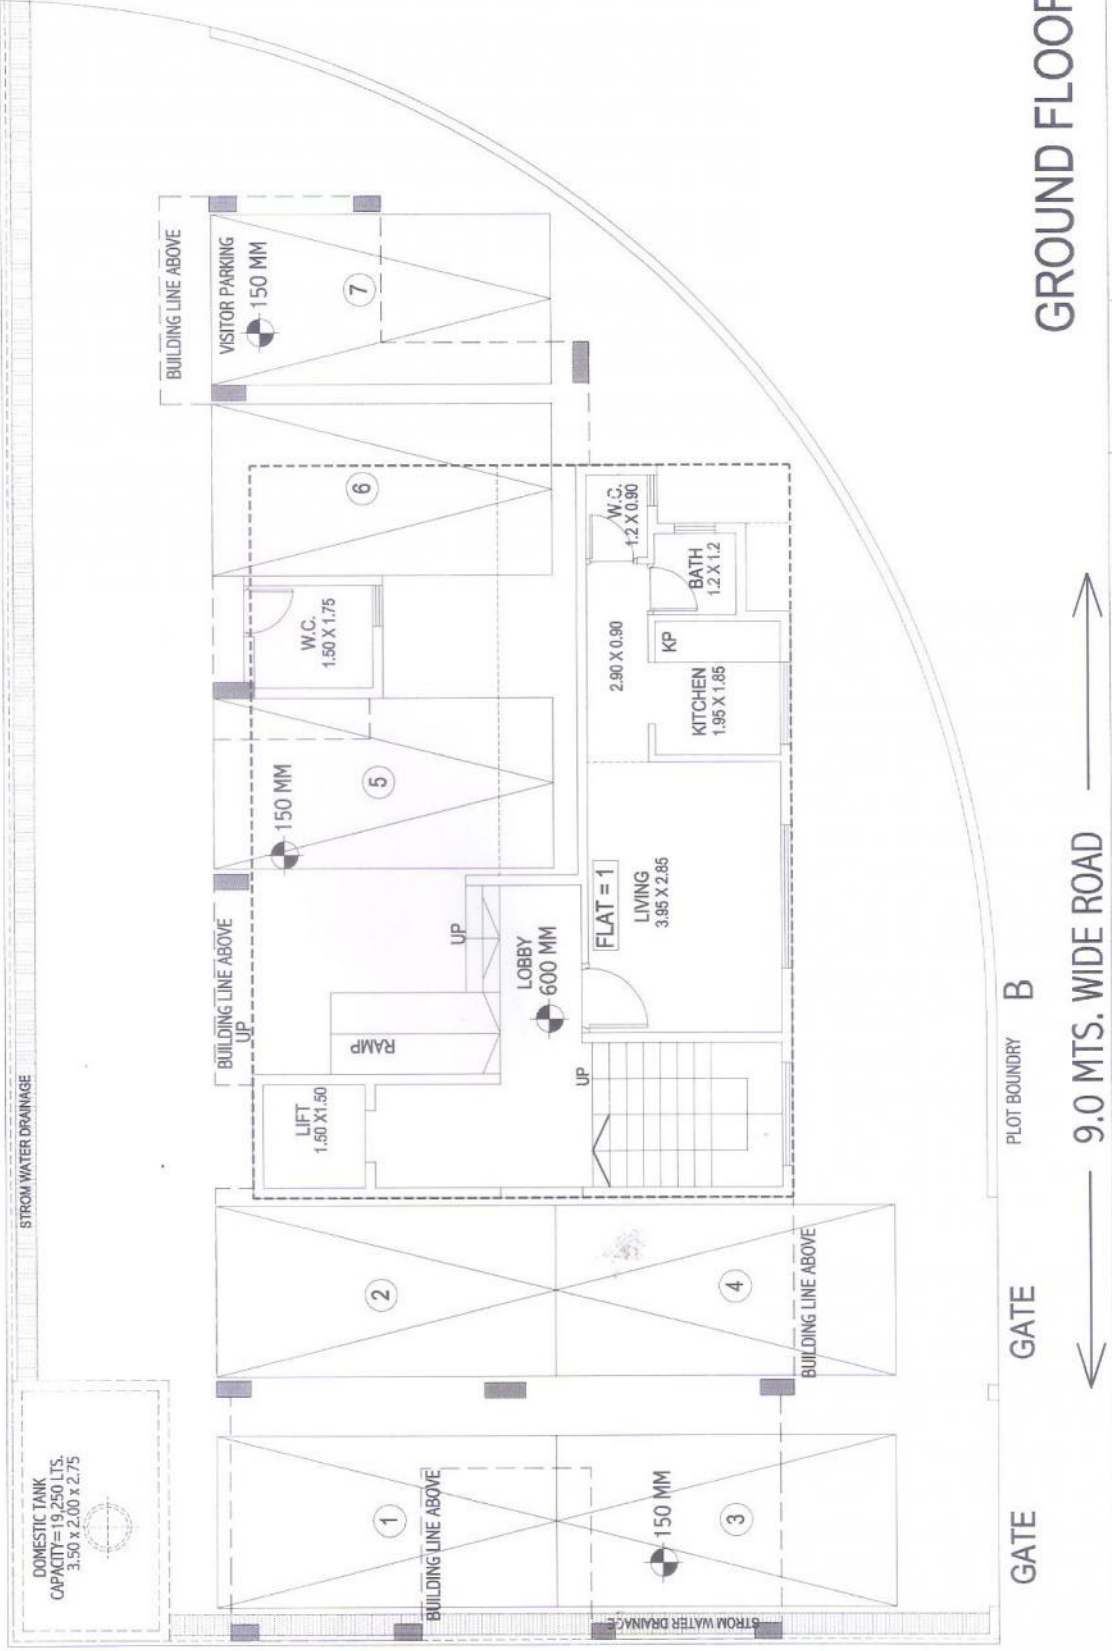 STROM WATER DRAINAGE
DOMESTIC TANK
CAPACITY=19,250 LTS.
3.50 x 2.00 x 2.75
BUILDING LINE ABOVE
VISITOR PARKING
150 MM
7
6
W.C.
1.50 X 1.75
5
150 MM
BUILDING LINE ABOVE
UP
RAMP
UP
LIFT
1.50 X1.50
LOBBY
600 MM
UP
FLAT = 1
LIVING
3.95 X 2.85
2.90 X 0.90
KITCHEN
1.95 X 1.85
KP
BATH
1.2 X 1.2
W.C.
1.2 X 0.90
2
4
BUILDING LINE ABOVE
1
BUILDING LINE ABOVE
150 MM
3
STROM WATER DRAINAGE
GATE
GATE
PLOT BOUNDRY
B
9.0 MTS. WIDE ROAD
GROUND FLOOR